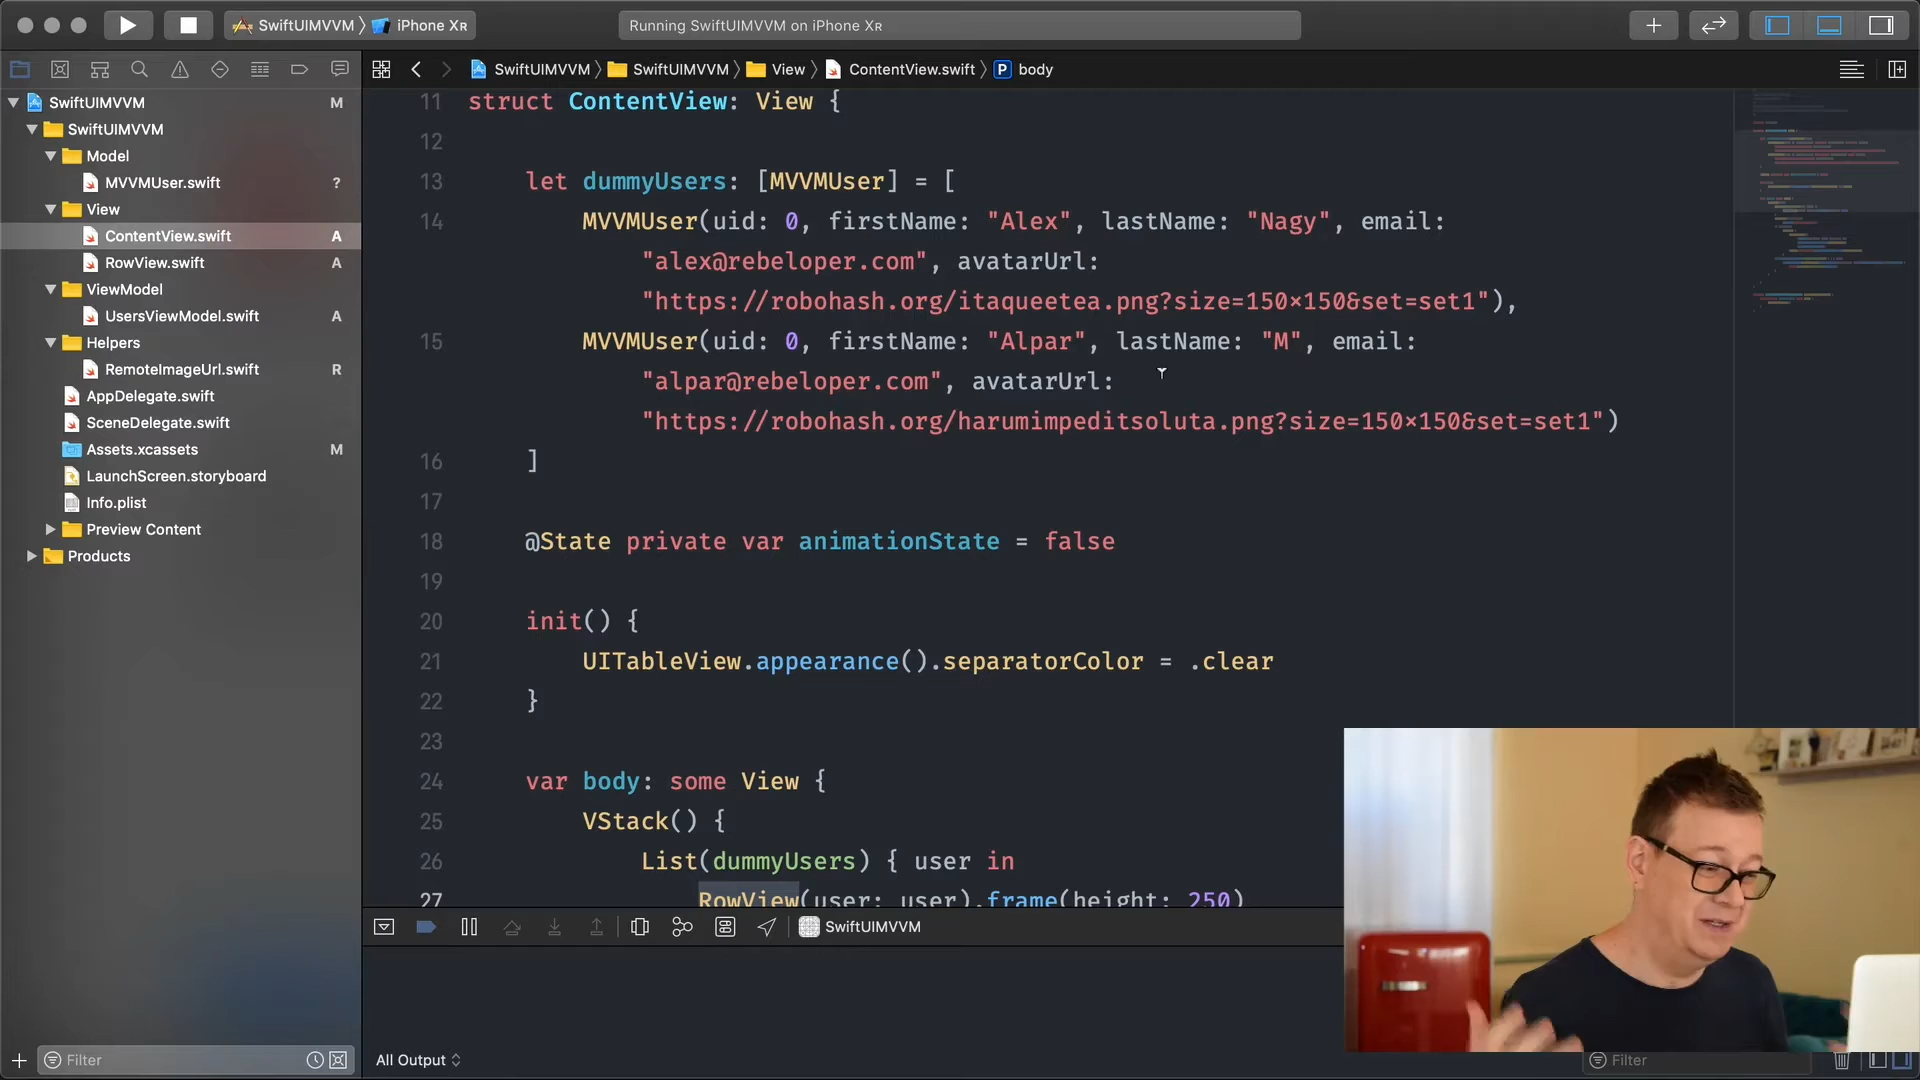 SwiftUIMVVM 〉 iPhone XR
Running SwiftUIMVVM on iPhone XR
SwiftUIMVVM 〉 SwiftUIMVVM 〉 View 〉 ContentView.swift 〉 P body
SwiftUIMVVM M
SwiftUIMVVM
Model
MVVMUser.swift ?
View
ContentView.swift A
RowView.swift A
ViewModel
UsersViewModel.swift A
Helpers
RemoteImageUrl.swift R
AppDelegate.swift
SceneDelegate.swift
Assets.xcassets M
LaunchScreen.storyboard
Info.plist
Preview Content
Products
11 struct ContentView: View {
12
13 let dummyUsers: [MVVMUser] = [
14 MVVMUser(uid: 0, firstName: "Alex", lastName: "Nagy", email:
"alex@rebeloper.com", avatarUrl:
"https://robohash.org/itaqueetea.png?size=150×150&set=set1"),
15 MVVMUser(uid: 0, firstName: "Alpar", lastName: "M", email:
"alpar@rebeloper.com", avatarUrl:
"https://robohash.org/harumimpeditsoluta.png?size=150×150&set=set1")
16 ]
17
18 @State private var animationState = false
19
20 init() {
21 UITableView.appearance().separatorColor = .clear
22 }
23
24 var body: some View {
25 VStack() {
26 List(dummyUsers) { user in
27 RowView(user: user).frame(height: 250)
SwiftUIMVVM
Filter
All Output
Filter